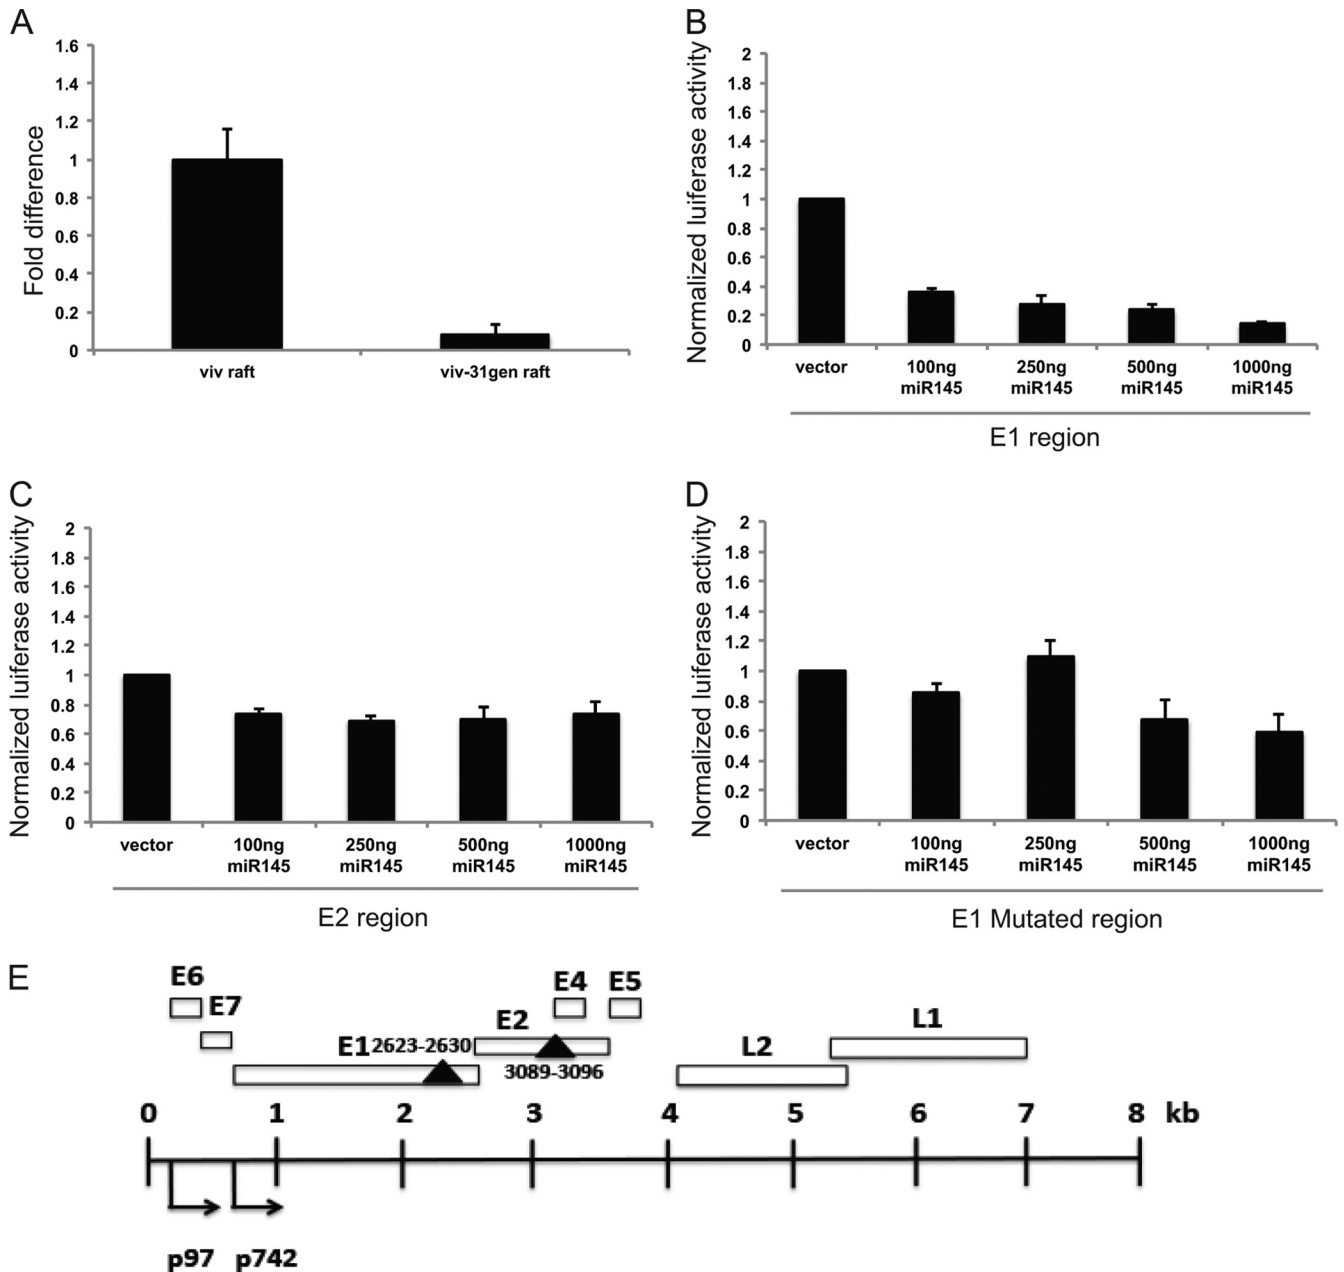 A
Fold difference
1.6
1.4
1.2
1
0.8
0.6
0.4
0.2
0
viv raft
viv-31gen raft
B
Normalized luiferase activity
2
1.8
1.6
1.4
1.2
1
0.8
0.6
0.4
0.2
0
vector
100ng miR145
250ng miR145
500ng miR145
1000ng miR145
E1 region
C
Normalized luiferase activity
2
1.8
1.6
1.4
1.2
1
0.8
0.6
0.4
0.2
0
vector
100ng miR145
250ng miR145
500ng miR145
1000ng miR145
E2 region
D
Normalized luiferase activity
2
1.8
1.6
1.4
1.2
1
0.8
0.6
0.4
0.2
0
vector
100ng miR145
250ng miR145
500ng miR145
1000ng miR145
E1 Mutated region
E
E6
E7
E4
E5
E2
L1
E1 2623-2630
3089-3096
L2
0 1 2 3 4 5 6 7 8 kb
p97 p742